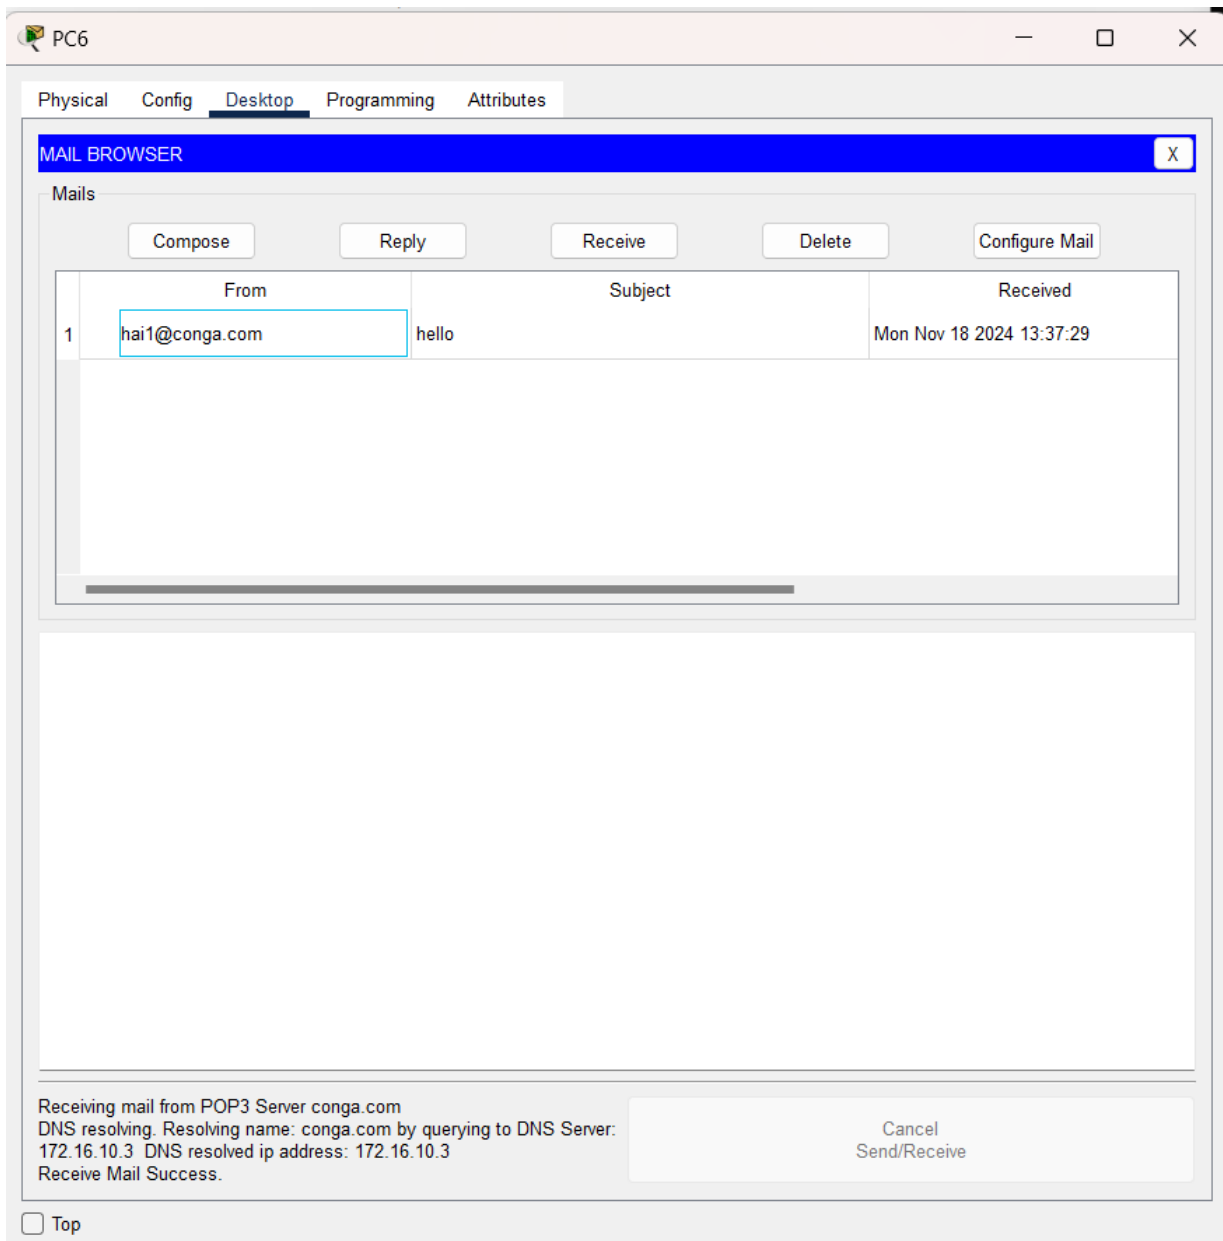 PC6
Physical Config Desktop Programming Attributes
MAIL BROWSER X
Mails
Compose Reply Receive Delete Configure Mail
From Subject Received
1 hai1@conga.com hello Mon Nov 18 2024 13:37:29
Receiving mail from POP3 Server conga.com
DNS resolving. Resolving name: conga.com by querying to DNS Server:
172.16.10.3 DNS resolved ip address: 172.16.10.3
Receive Mail Success.
Cancel
Send/Receive
Top